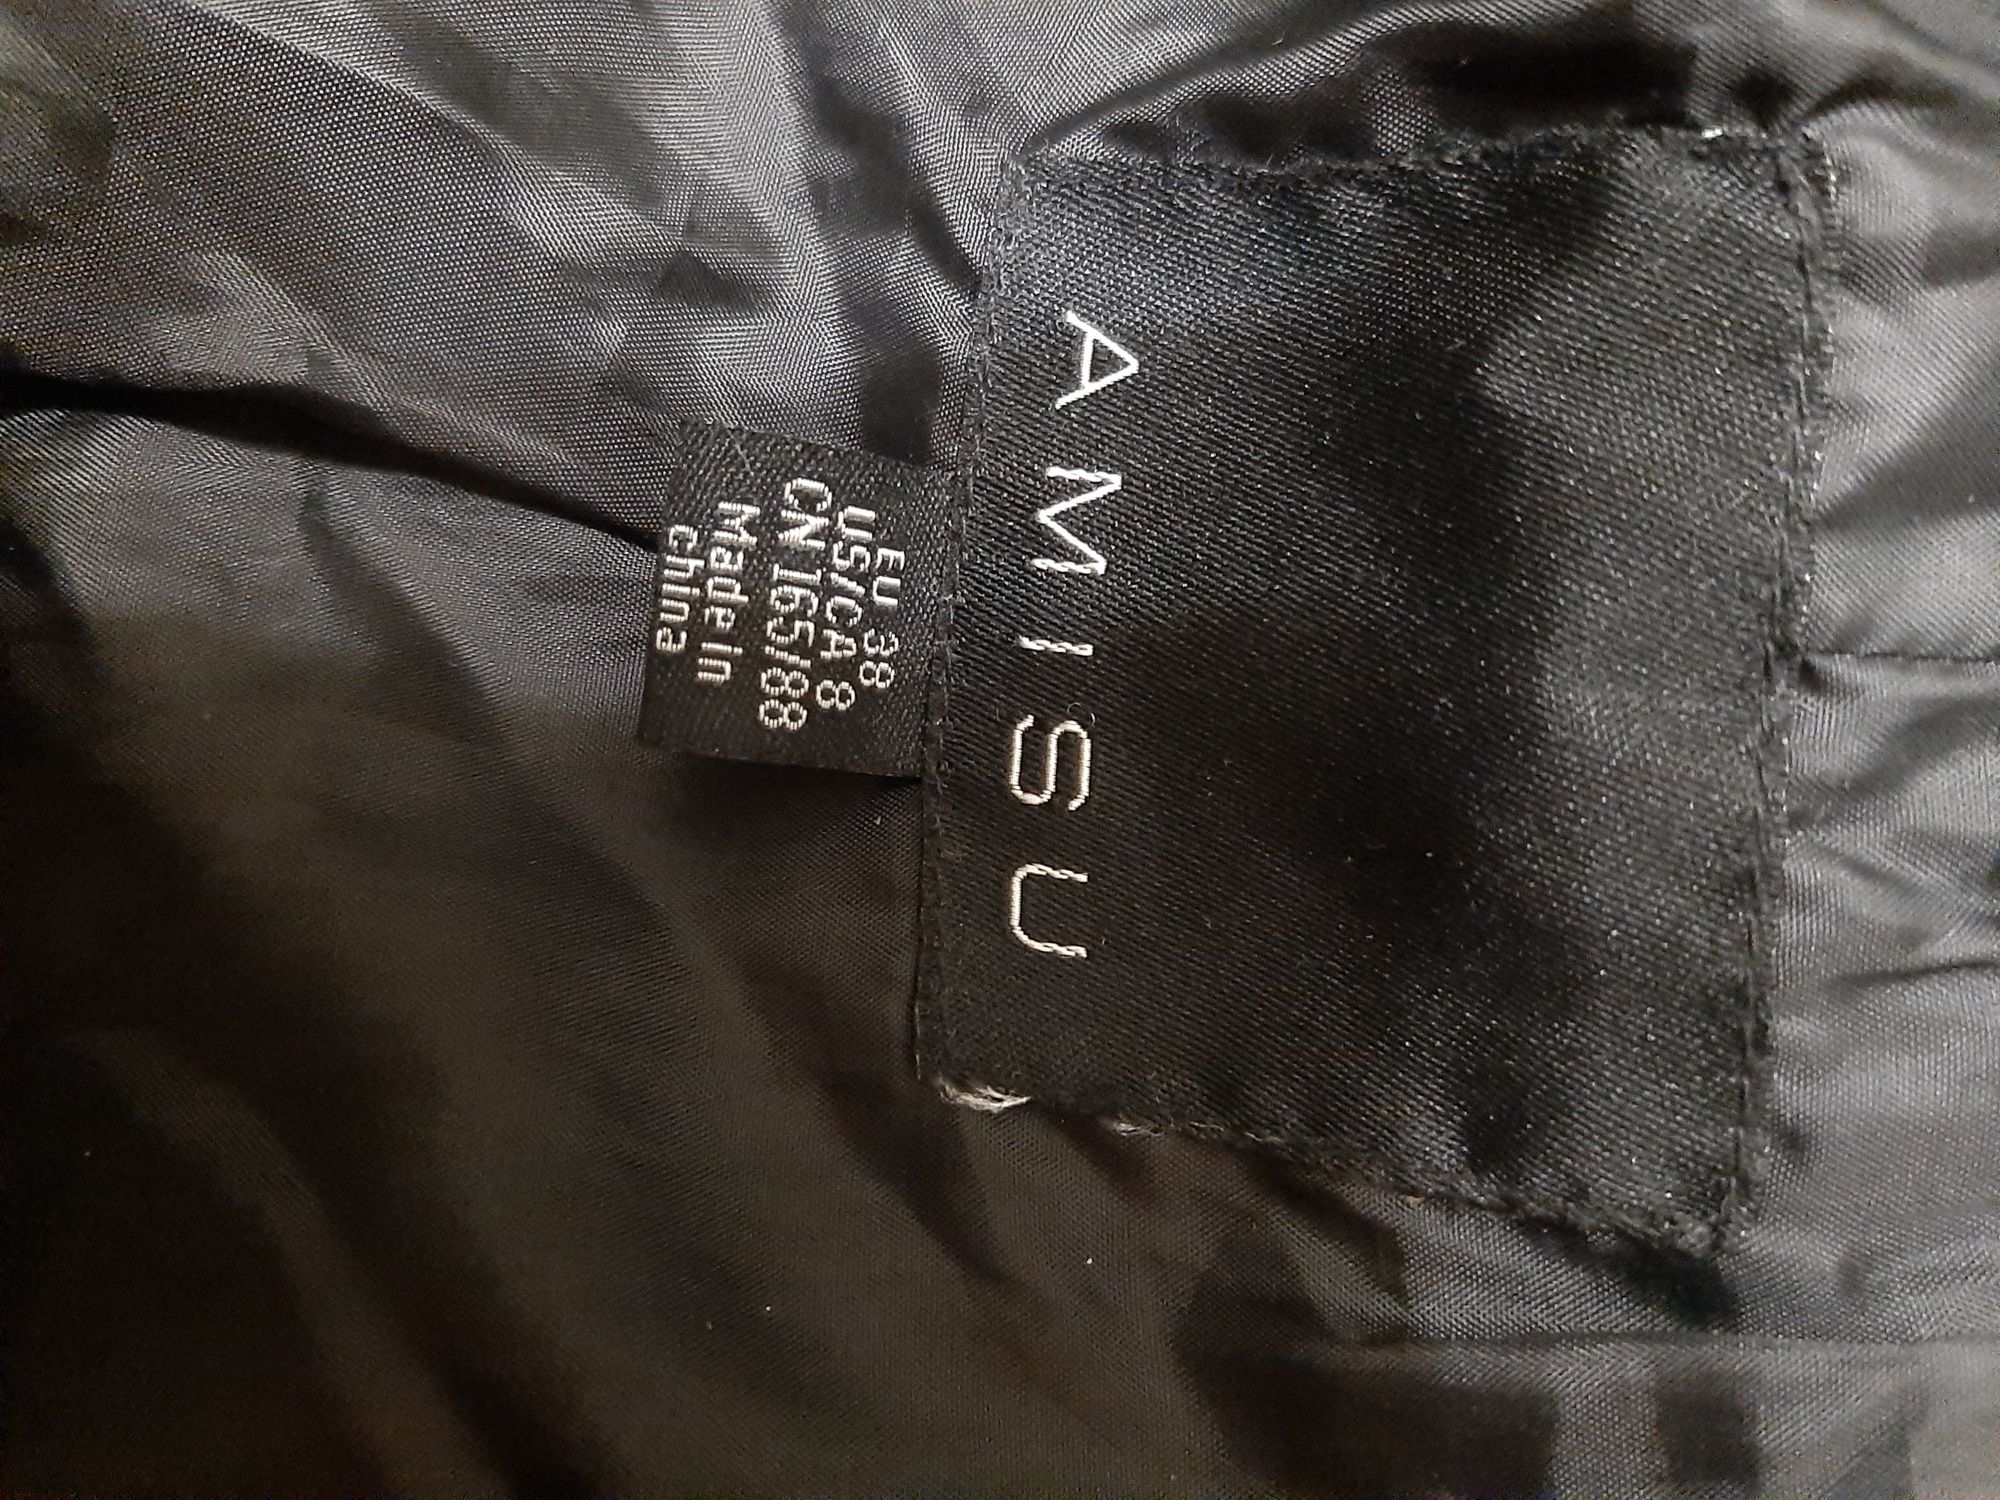 AMISU
EU 38
US/CA 8
CN 165/88
Made in
China